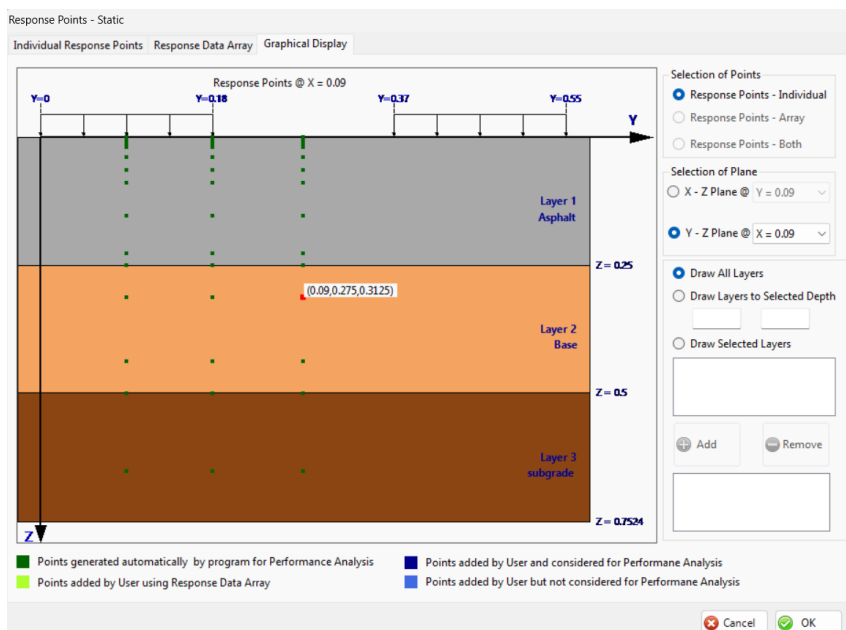 Response Points - Static
Individual Response Points
Response Data Array
Graphical Display
Response Points @ X = 0.09
Y=0
Y=0.18
Y=0.37
Y=0.55
Y
Layer 1
Asphalt
Z = 0.25
(0.09,0.275,0.3125)
Layer 2
Base
Z = 0.5
Layer 3
subgrade
Z = 0.7524
Z
Selection of Points
Response Points - Individual
Response Points - Array
Response Points - Both
Selection of Plane
X - Z Plane @ Y = 0.09
Y - Z Plane @ X = 0.09
Draw All Layers
Draw Layers to Selected Depth
Draw Selected Layers
Add
Remove
Points generated automatically by program for Performance Analysis
Points added by User using Response Data Array
Points added by User and considered for Performane Analysis
Points added by User but not considered for Performane Analysis
Cancel
OK